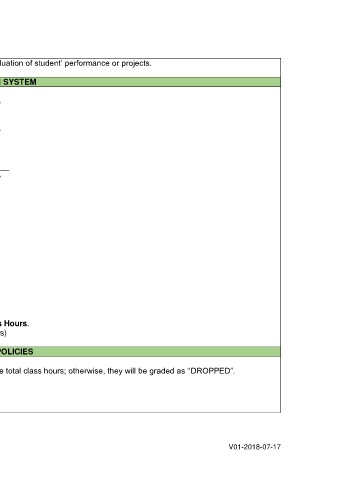 luation of student' performance or projects.
SYSTEM
s Hours.
s)
OLICIES
e total class hours; otherwise, they will be graded as “DROPPED”.
V01-2018-07-17